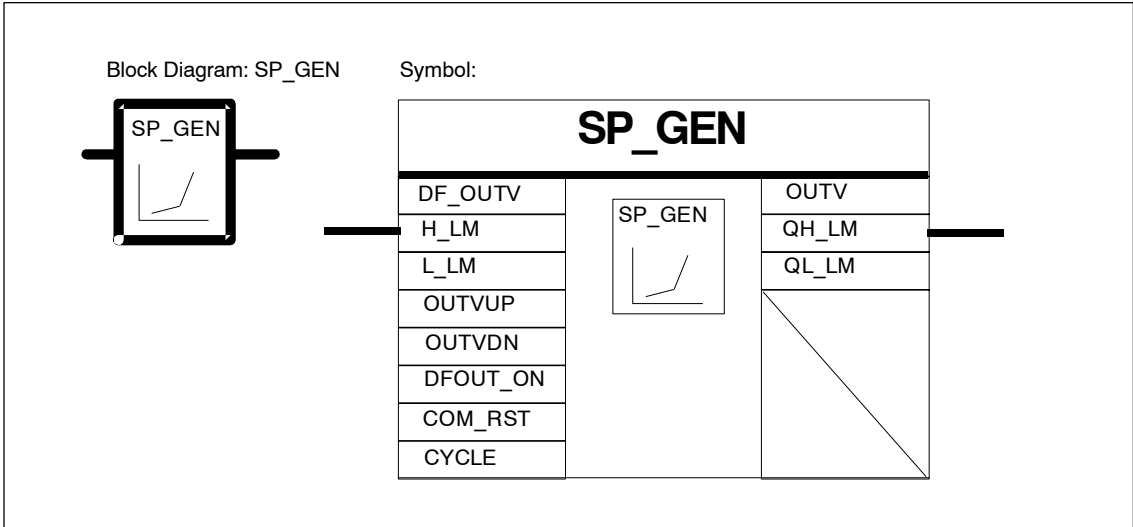 Block Diagram: SP_GEN
Symbol:
SP_GEN
SP_GEN
DF_OUTV
H_LM
L_LM
OUTVUP
OUTVDN
DFOUT_ON
COM_RST
CYCLE
SP_GEN
OUTV
QH_LM
QL_LM